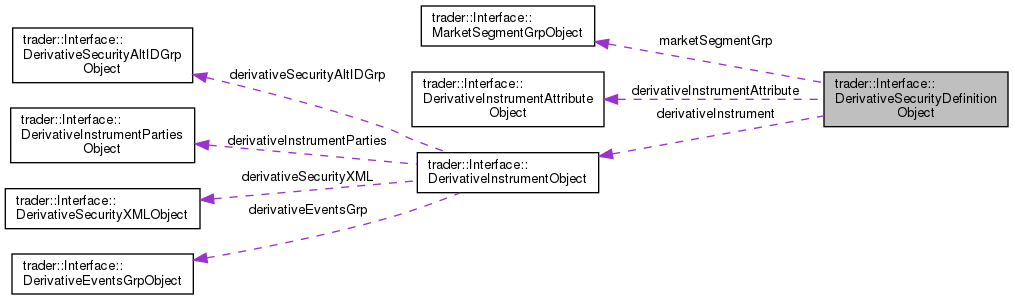 trader::Interface::
MarketSegmentGrpObject
trader::Interface::
DerivativeSecurityAltIDGrp
Object
marketSegmentGrp
derivativeSecurityAltIDGrp
trader::Interface::
DerivativeInstrumentAttribute
Object
derivativeInstrumentAttribute
trader::Interface::
DerivativeSecurityDefinition
Object
derivativeInstrument
trader::Interface::
DerivativeInstrumentParties
Object
derivativeInstrumentParties
trader::Interface::
DerivativeInstrumentObject
derivativeSecurityXML
trader::Interface::
DerivativeSecurityXMLObject
derivativeEventsGrp
trader::Interface::
DerivativeEventsGrpObject